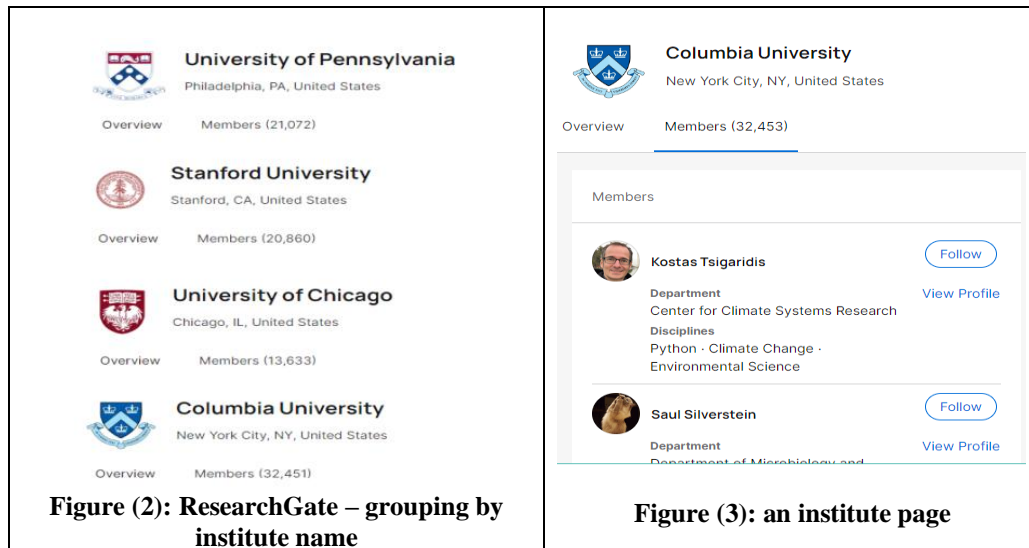 University of Pennsylvania
Philadelphia, PA, United States
Overview Members (21,072)
Stanford University
Stanford, CA, United States
Overview Members (20,860)
University of Chicago
Chicago, IL, United States
Overview Members (13,633)
Columbia University
New York City, NY, United States
Overview Members (32,451)
Figure (2): ResearchGate – grouping by
institute name
Columbia University
New York City, NY, United States
Overview Members (32,453)
Members
Kostas Tsigaridis Follow
Department View Profile
Center for Climate Systems Research
Disciplines
Python · Climate Change ·
Environmental Science
Saul Silverstein Follow
Department View Profile
Department of Microbiology and
Figure (3): an institute page